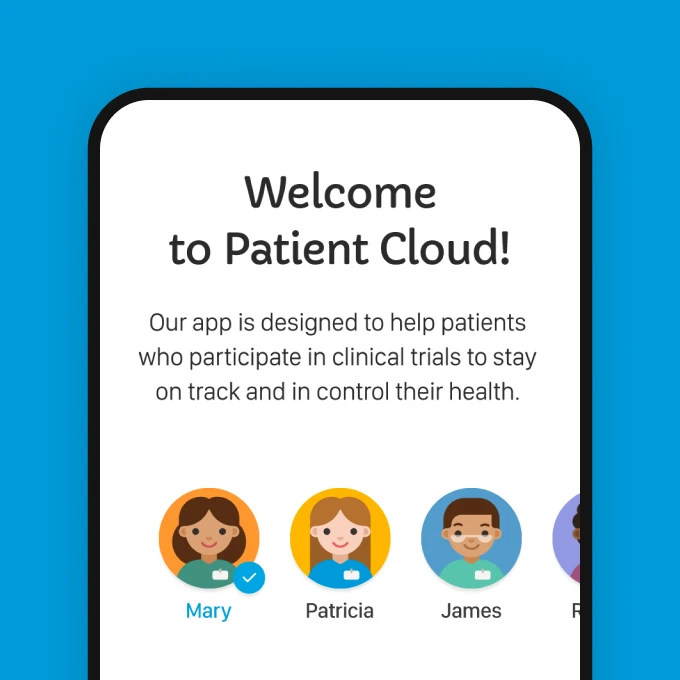 Welcome
to Patient Cloud!
Our app is designed to help patients
who participate in clinical trials to stay
on track and in control their health.
Mary Patricia James